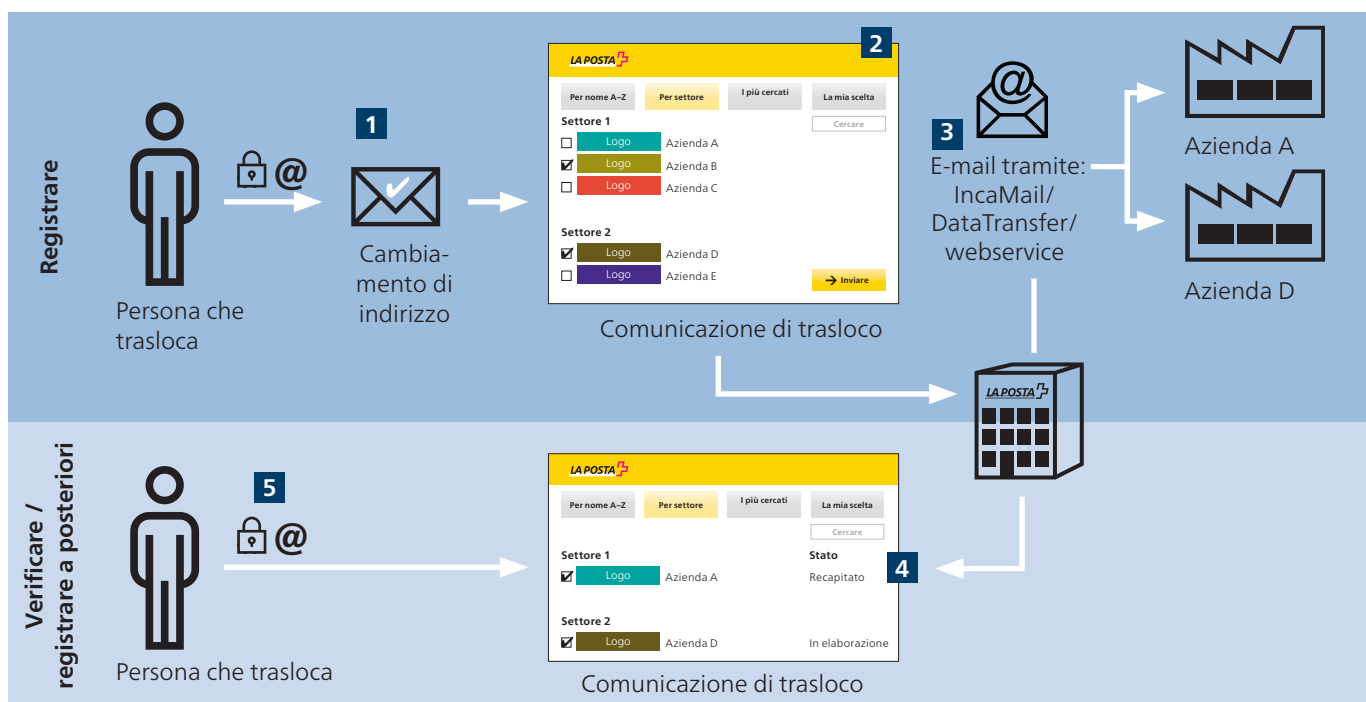 Registrare
@
1
Persona che
trasloca
Cambia-
mento di
indirizzo
2
LA POSTA
Per nome A–Z
Per settore
I più cercati
La mia scelta
Cercare
Settore 1
Logo Azienda A
Logo Azienda B
Logo Azienda C
Settore 2
Logo Azienda D
Logo Azienda E
→ Inviare
Comunicazione di trasloco
@
3
E-mail tramite:
IncaMail/
DataTransfer/
webservice
Azienda A
Azienda D
LA POSTA
Verificare /
registrare a posteriori
5
@
Persona che trasloca
LA POSTA
Per nome A–Z
Per settore
I più cercati
La mia scelta
Cercare
Settore 1 Stato
Logo Azienda A Recapitato
4
Settore 2
Logo Azienda D In elaborazione
Comunicazione di trasloco